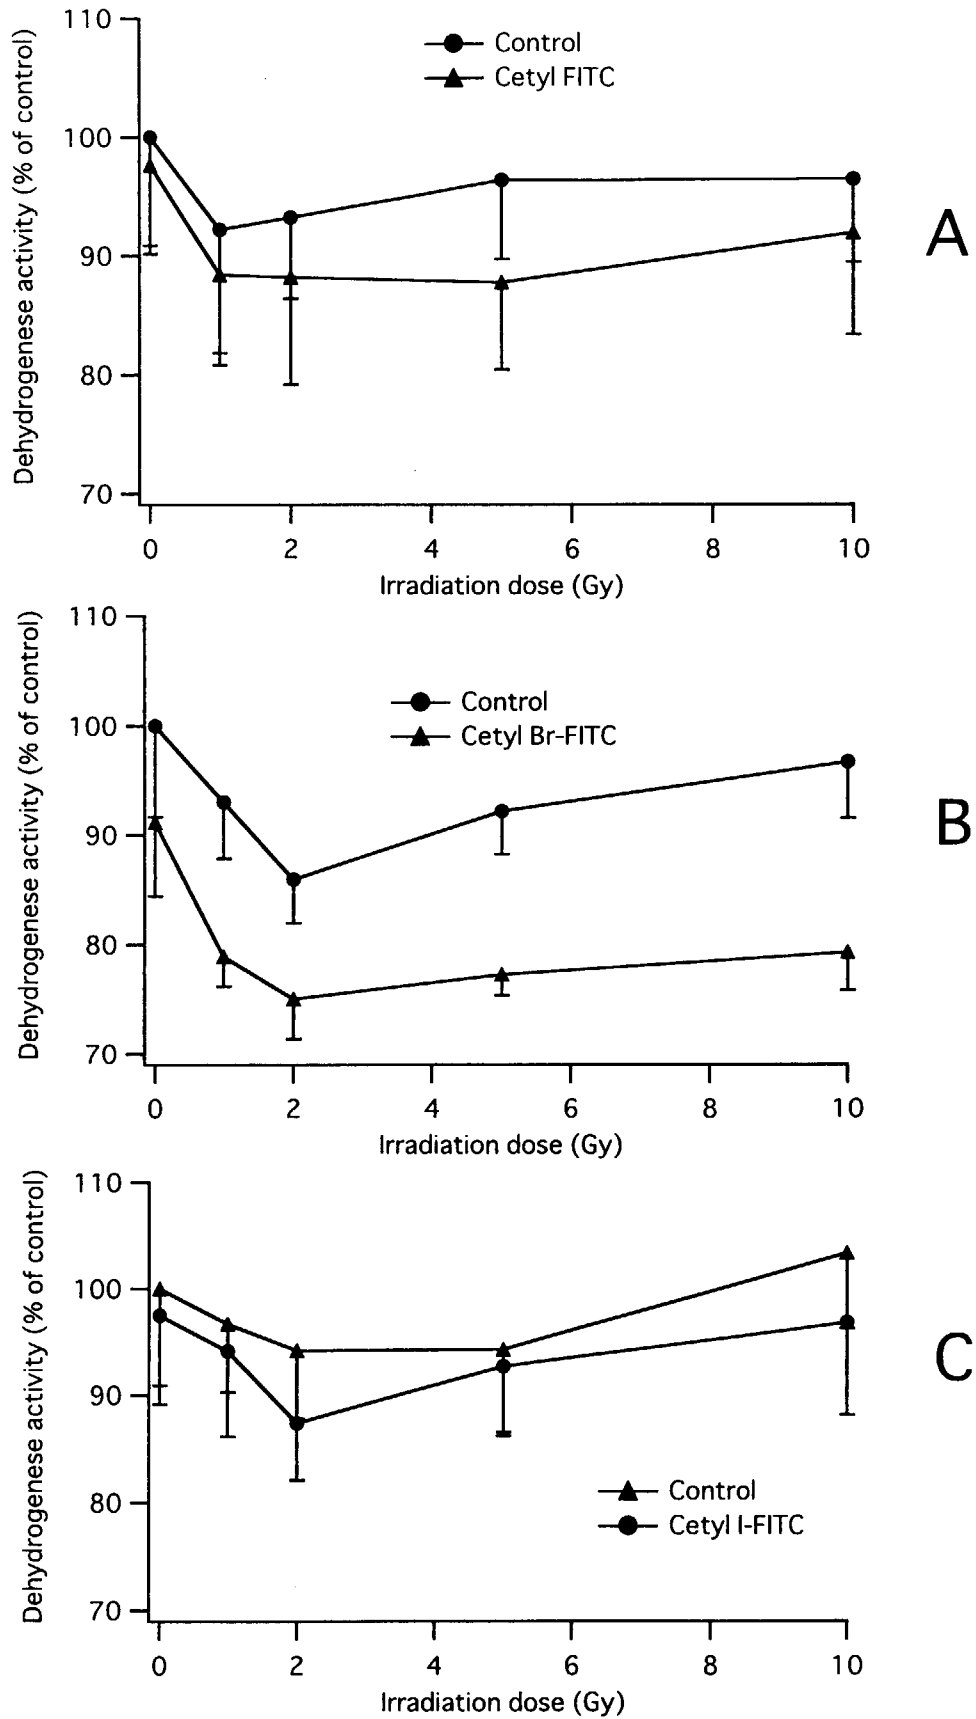 110
100
90
80
70
Dehydrogenese activity (% of control)
Control
Cetyl FITC
A
0 2 4 6 8 10
Irradiation dose (Gy)
110
100
90
80
70
Dehydrogenese activity (% of control)
Control
Cetyl Br-FITC
B
0 2 4 6 8 10
Irradiation dose (Gy)
110
100
90
80
70
Dehydrogenese activity (% of control)
C
Control
Cetyl I-FITC
0 2 4 6 8 10
Irradiation dose (Gy)